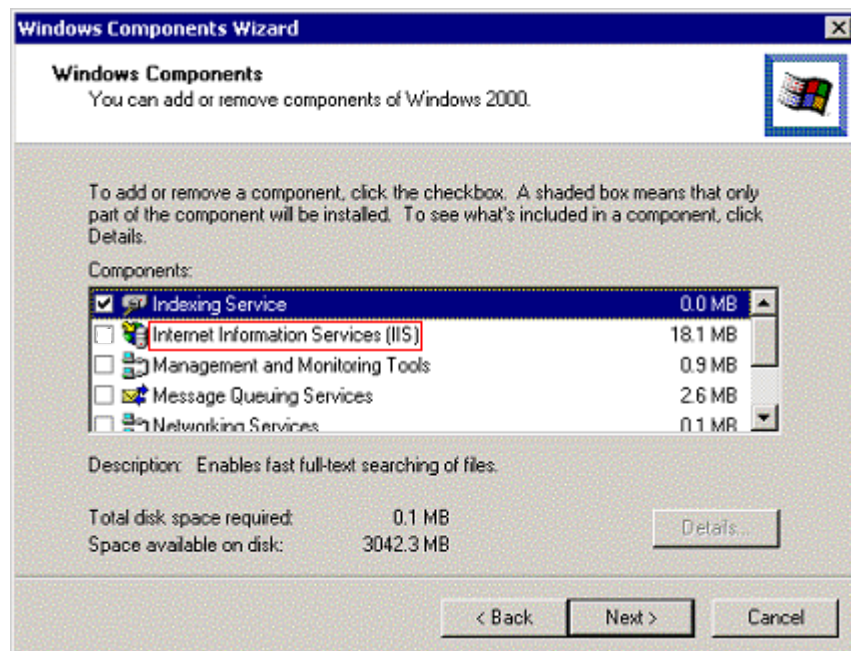 Windows Components Wizard
Windows Components
You can add or remove components of Windows 2000.
To add or remove a component, click the checkbox. A shaded box means that only
part of the component will be installed. To see what's included in a component, click
Details.
Components:
Indexing Service 0.0 MB
Internet Information Services (IIS) 18.1 MB
Management and Monitoring Tools 0.9 MB
Message Queuing Services 2.6 MB
Networking Services 0.1 MB
Description: Enables fast full-text searching of files.
Total disk space required: 0.1 MB
Space available on disk: 3042.3 MB
Details...
< Back Next > Cancel